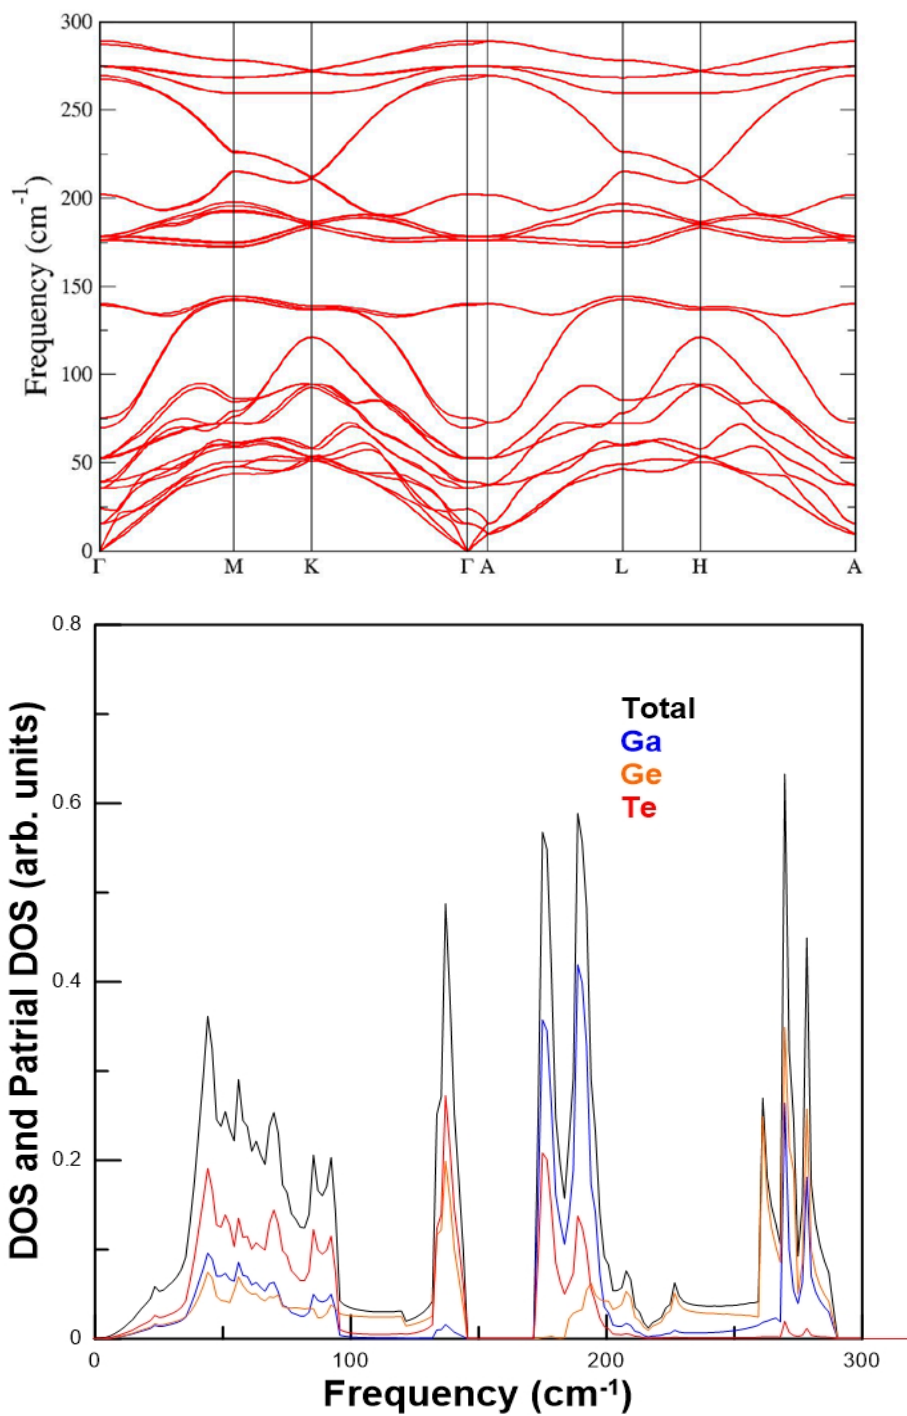 300
250
200
150
100
50
0
Frequency (cm-1)
Γ M K Γ A L H A
0.8
0.6
0.4
0.2
0
DOS and Patrial DOS (arb. units)
Total
Ga
Ge
Te
0 100 200 300
Frequency (cm-1)